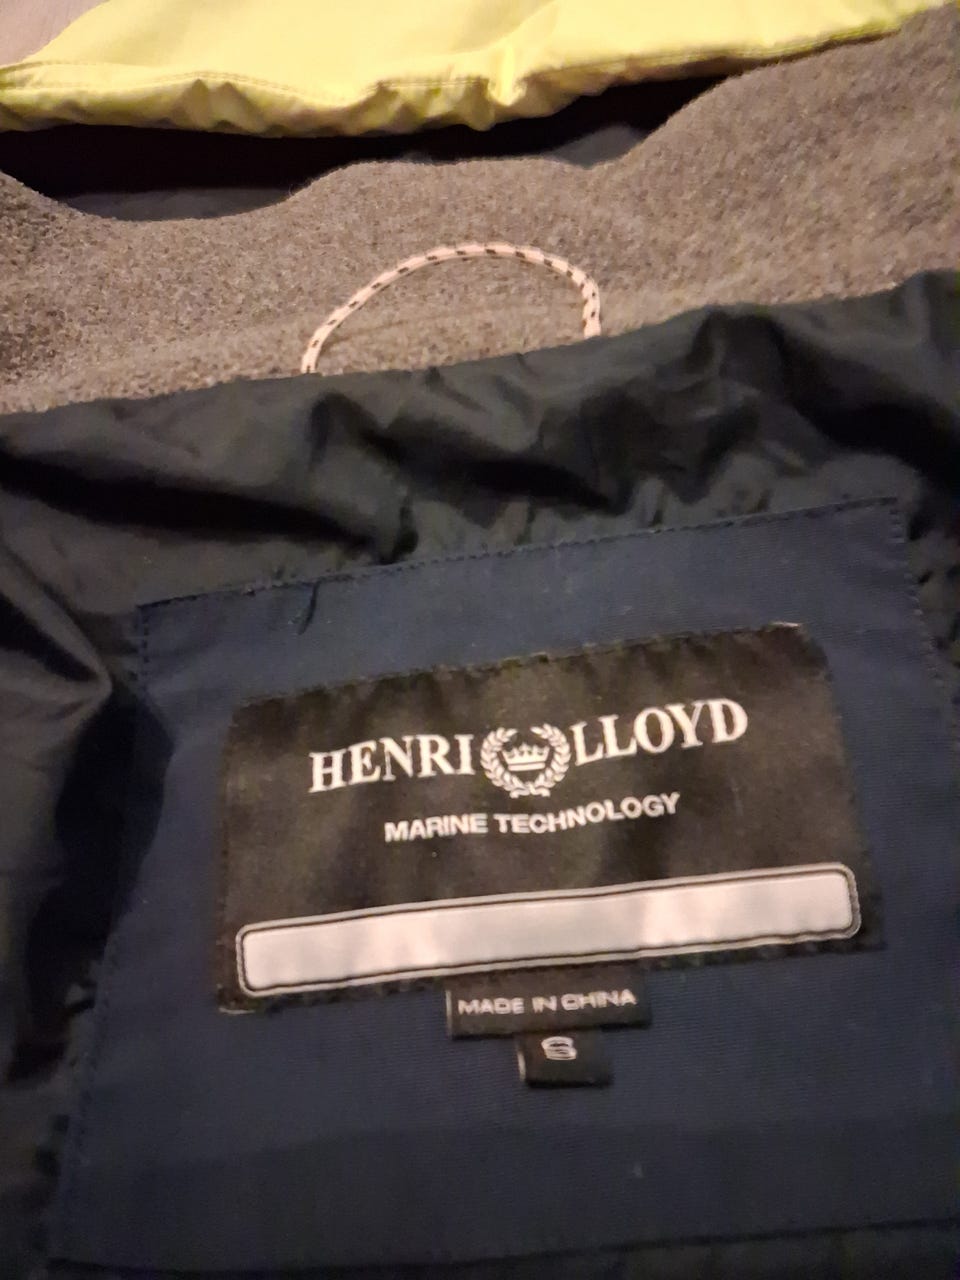 HENRI LLOYD
MARINE TECHNOLOGY
MADE IN CHINA
S